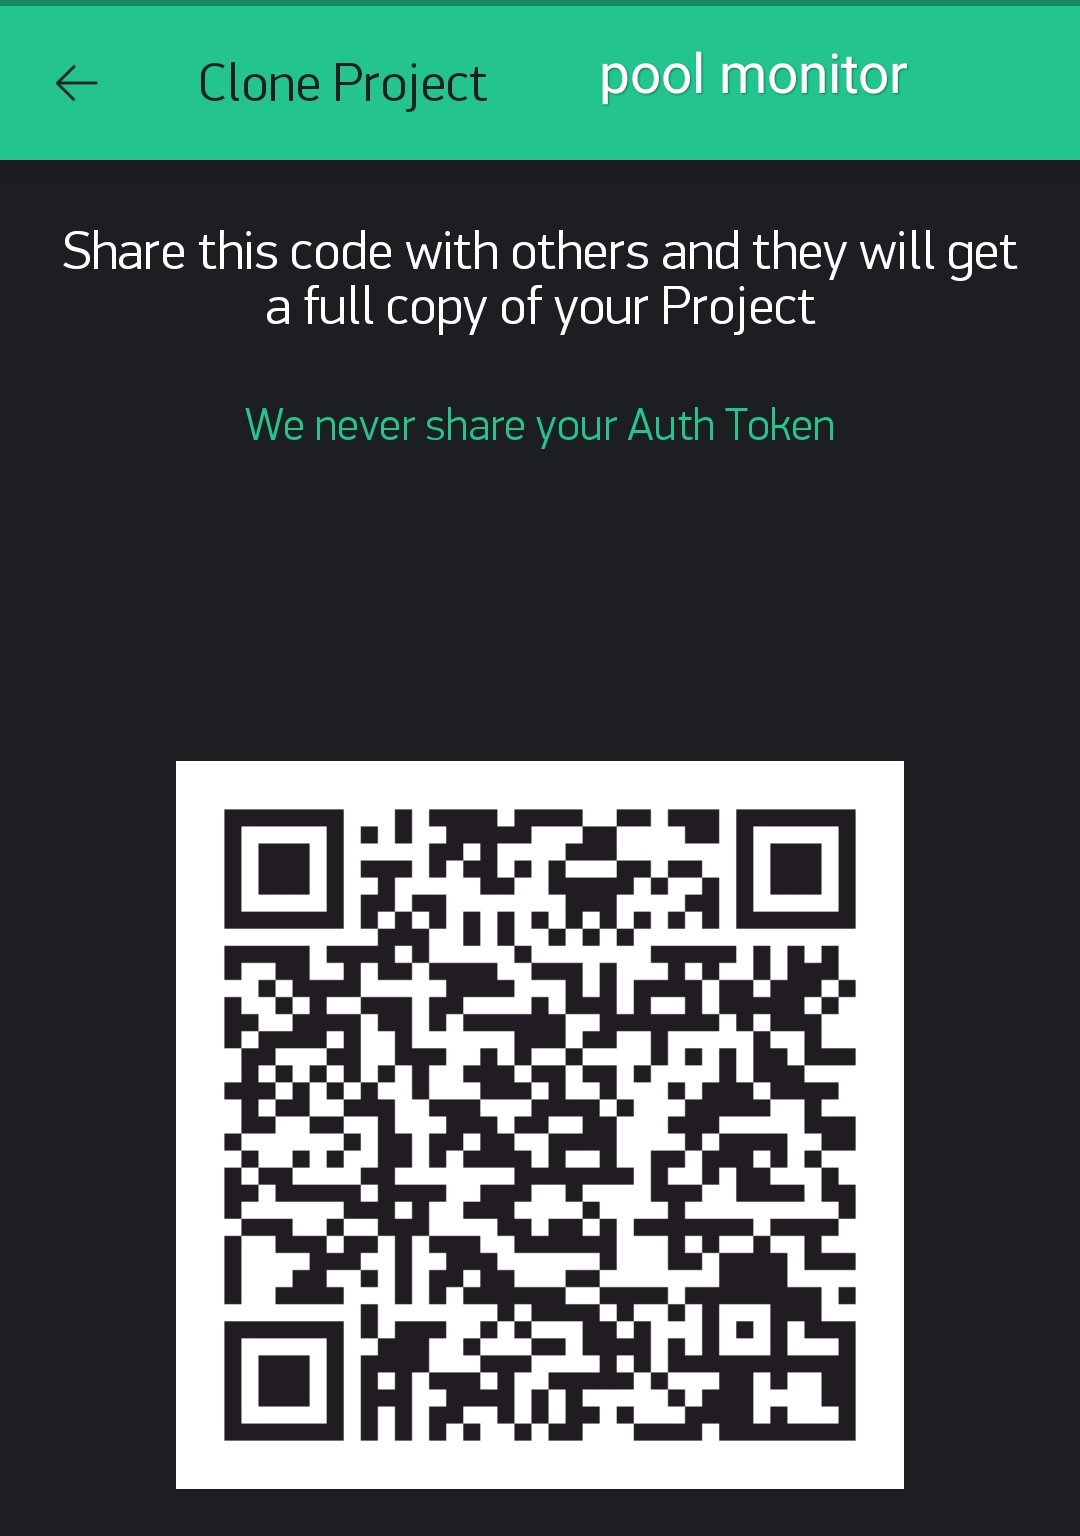 Clone Project pool monitor
Share this code with others and they will get
a full copy of your Project
We never share your Auth Token